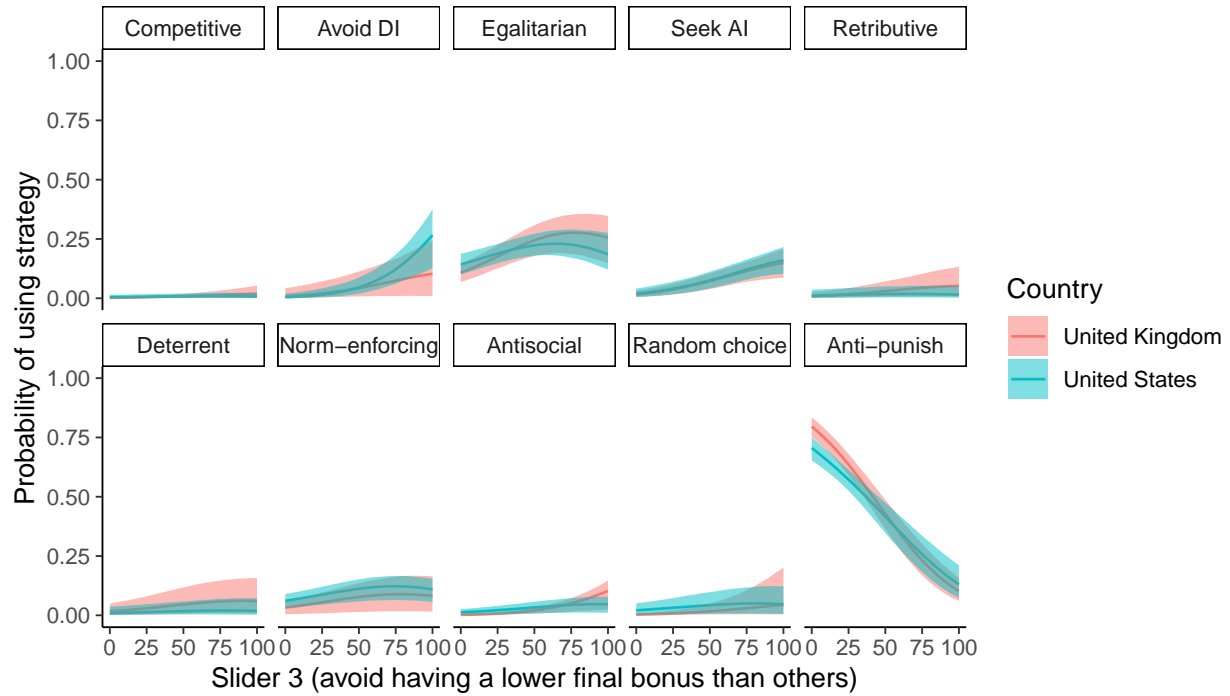 Competitive Avoid DI Egalitarian Seek AI Retributive
1.00
0.75
0.50
0.25
0.00
Deterrent Norm−enforcing Antisocial Random choice Anti−punish
1.00
0.75
0.50
0.25
0.00
0 25 50 75 100 0 25 50 75 100 0 25 50 75 100 0 25 50 75 100 0 25 50 75 100
Slider 3 (avoid having a lower final bonus than others)
Probability of using strategy
Country
United Kingdom
United States